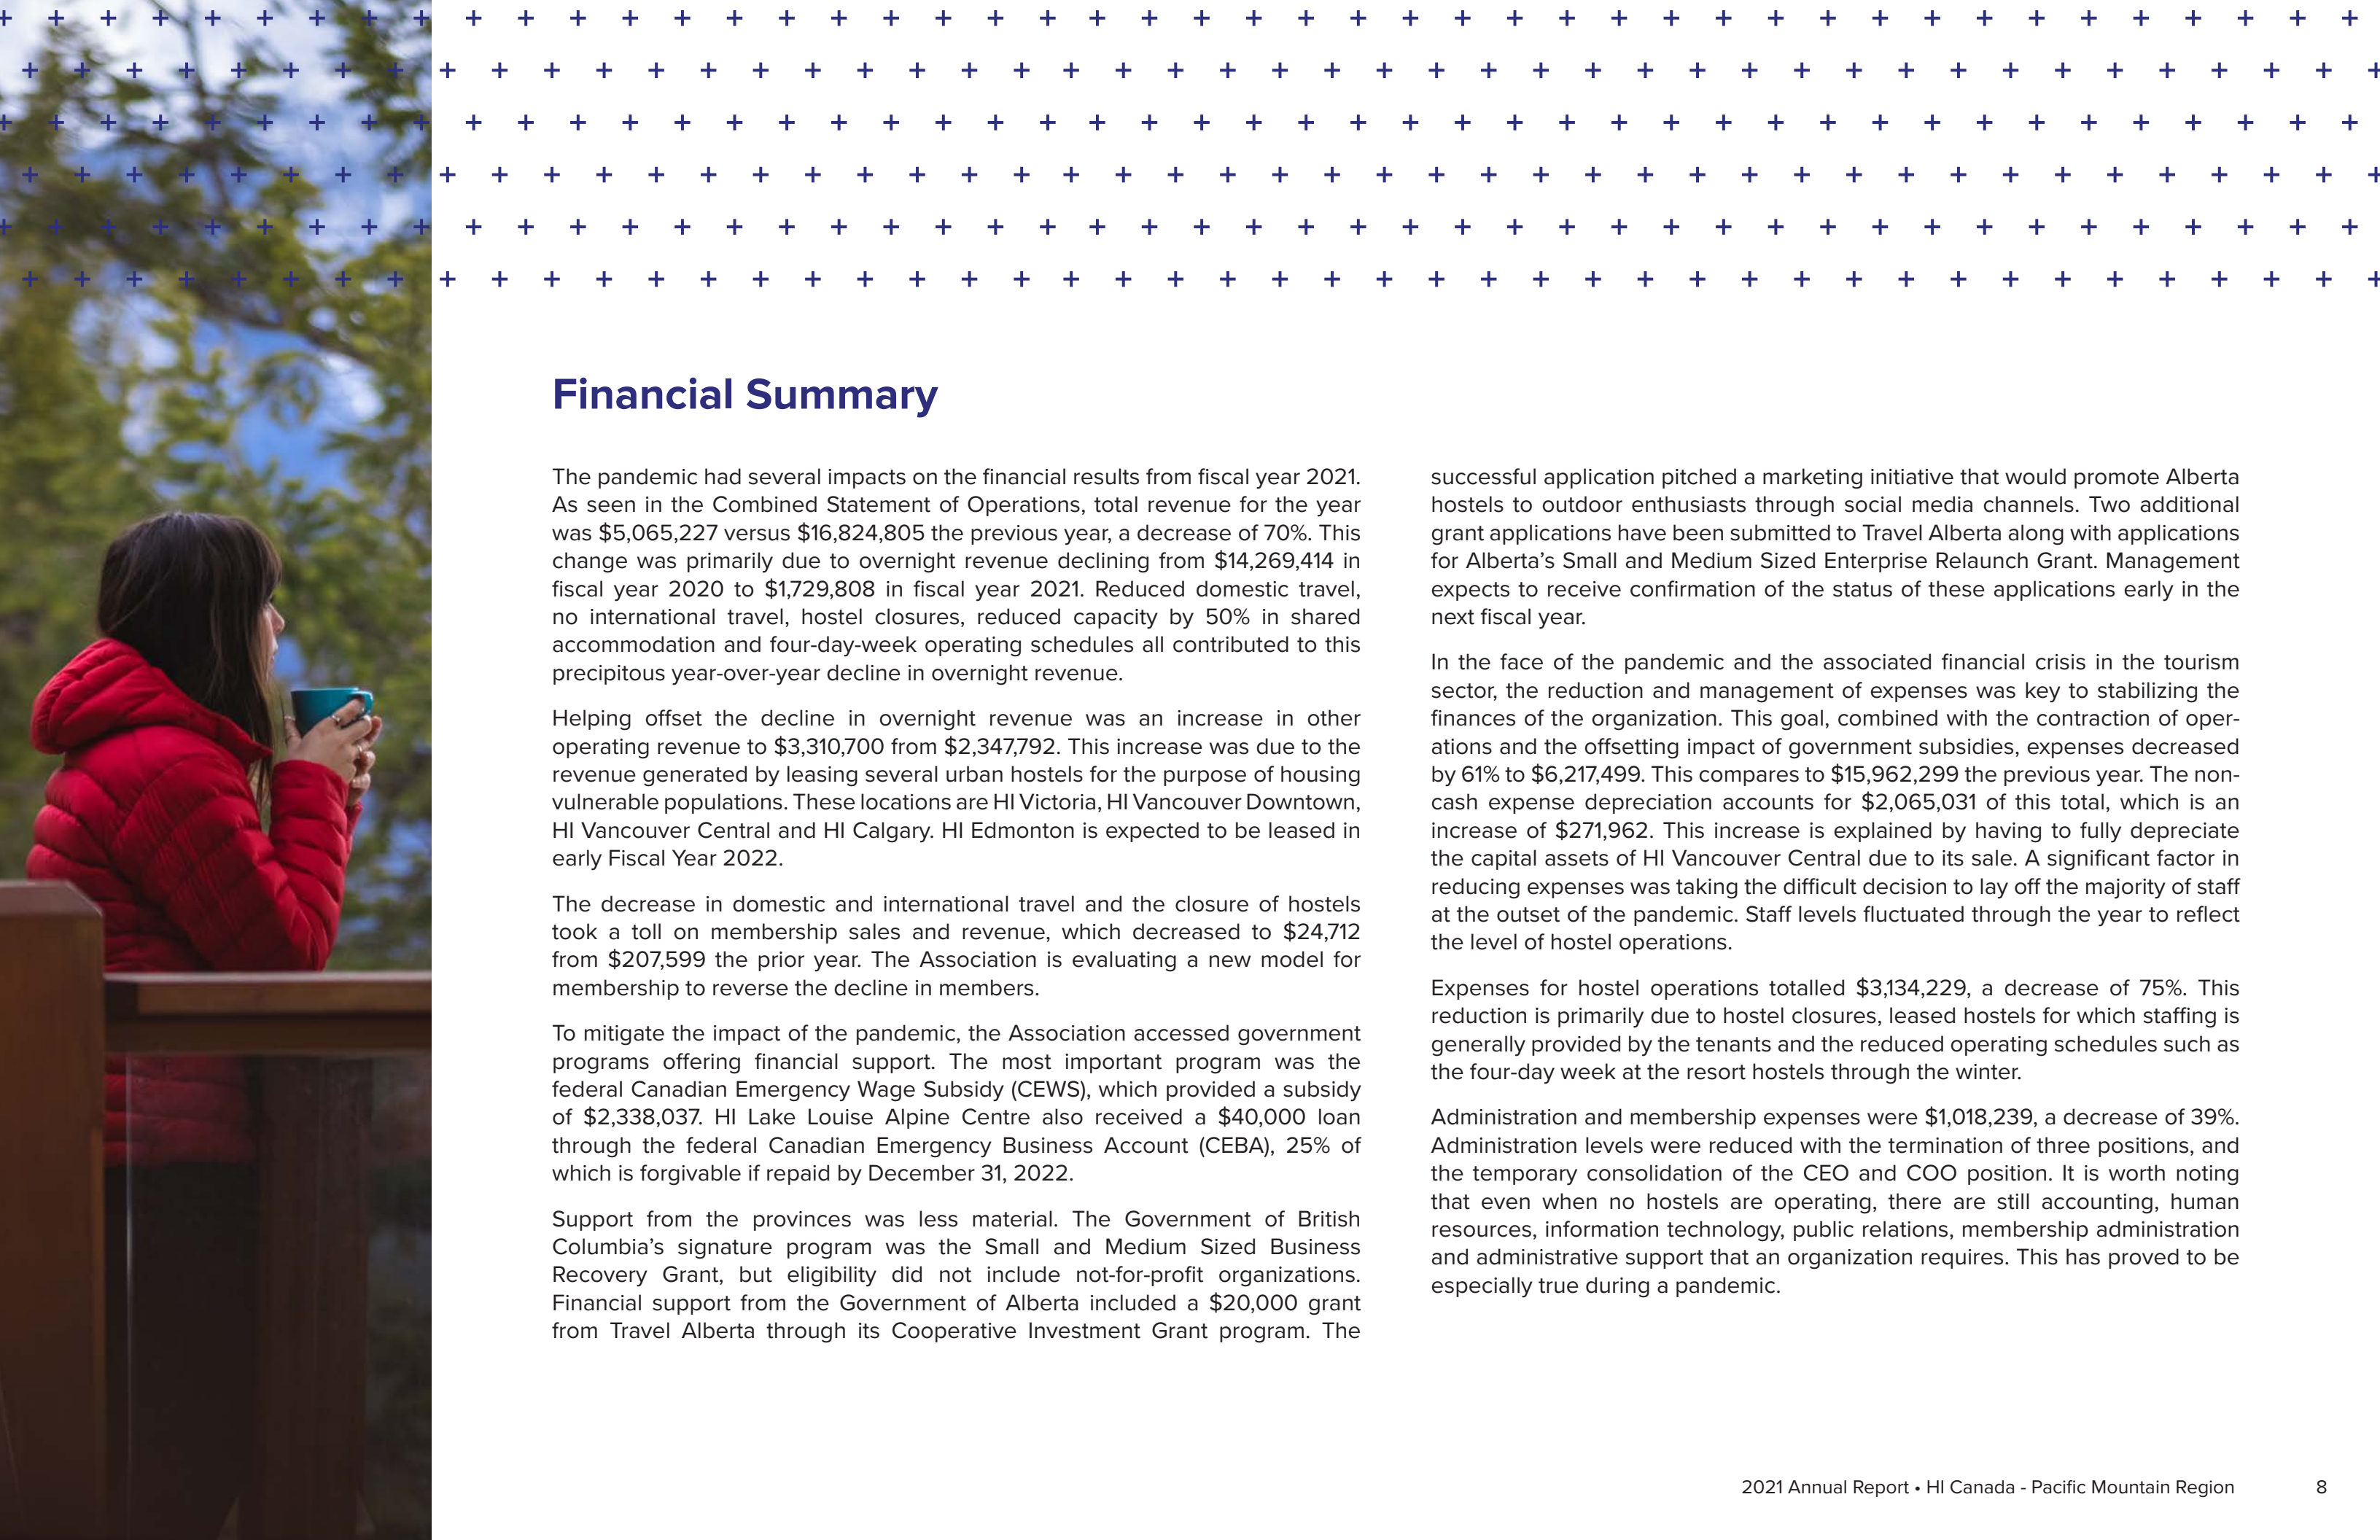 Financial Summary
The pandemic had several impacts on the financial results from fiscal year 2021.
As seen in the Combined Statement of Operations, total revenue for the year
was $5,065,227 versus $16,824,805 the previous year, a decrease of 70%. This
change was primarily due to overnight revenue declining from $14,269,414 in
fiscal year 2020 to $1,729,808 in fiscal year 2021. Reduced domestic travel,
no international travel, hostel closures, reduced capacity by 50% in shared
accommodation and four-day-week operating schedules all contributed to this
precipitous year-over-year decline in overnight revenue.
Helping offset the decline in overnight revenue was an increase in other
operating revenue to $3,310,700 from $2,347,792. This increase was due to the
revenue generated by leasing several urban hostels for the purpose of housing
vulnerable populations. These locations are HI Victoria, HI Vancouver Downtown,
HI Vancouver Central and HI Calgary. HI Edmonton is expected to be leased in
early Fiscal Year 2022.
The decrease in domestic and international travel and the closure of hostels
took a toll on membership sales and revenue, which decreased to $24,712
from $207,599 the prior year. The Association is evaluating a new model for
membership to reverse the decline in members.
To mitigate the impact of the pandemic, the Association accessed government
programs offering financial support. The most important program was the
federal Canadian Emergency Wage Subsidy (CEWS), which provided a subsidy
of $2,338,037. HI Lake Louise Alpine Centre also received a $40,000 loan
through the federal Canadian Emergency Business Account (CEBA), 25% of
which is forgivable if repaid by December 31, 2022.
Support from the provinces was less material. The Government of British
Columbia’s signature program was the Small and Medium Sized Business
Recovery Grant, but eligibility did not include not-for-profit organizations.
Financial support from the Government of Alberta included a $20,000 grant
from Travel Alberta through its Cooperative Investment Grant program. The
successful application pitched a marketing initiative that would promote Alberta
hostels to outdoor enthusiasts through social media channels. Two additional
grant applications have been submitted to Travel Alberta along with applications
for Alberta’s Small and Medium Sized Enterprise Relaunch Grant. Management
expects to receive confirmation of the status of these applications early in the
next fiscal year.
In the face of the pandemic and the associated financial crisis in the tourism
sector, the reduction and management of expenses was key to stabilizing the
finances of the organization. This goal, combined with the contraction of oper-
ations and the offsetting impact of government subsidies, expenses decreased
by 61% to $6,217,499. This compares to $15,962,299 the previous year. The non-
cash expense depreciation accounts for $2,065,031 of this total, which is an
increase of $271,962. This increase is explained by having to fully depreciate
the capital assets of HI Vancouver Central due to its sale. A significant factor in
reducing expenses was taking the difficult decision to lay off the majority of staff
at the outset of the pandemic. Staff levels fluctuated through the year to reflect
the level of hostel operations.
Expenses for hostel operations totalled $3,134,229, a decrease of 75%. This
reduction is primarily due to hostel closures, leased hostels for which staffing is
generally provided by the tenants and the reduced operating schedules such as
the four-day week at the resort hostels through the winter.
Administration and membership expenses were $1,018,239, a decrease of 39%.
Administration levels were reduced with the termination of three positions, and
the temporary consolidation of the CEO and COO position. It is worth noting
that even when no hostels are operating, there are still accounting, human
resources, information technology, public relations, membership administration
and administrative support that an organization requires. This has proved to be
especially true during a pandemic.
2021 Annual Report • HI Canada - Pacific Mountain Region 8